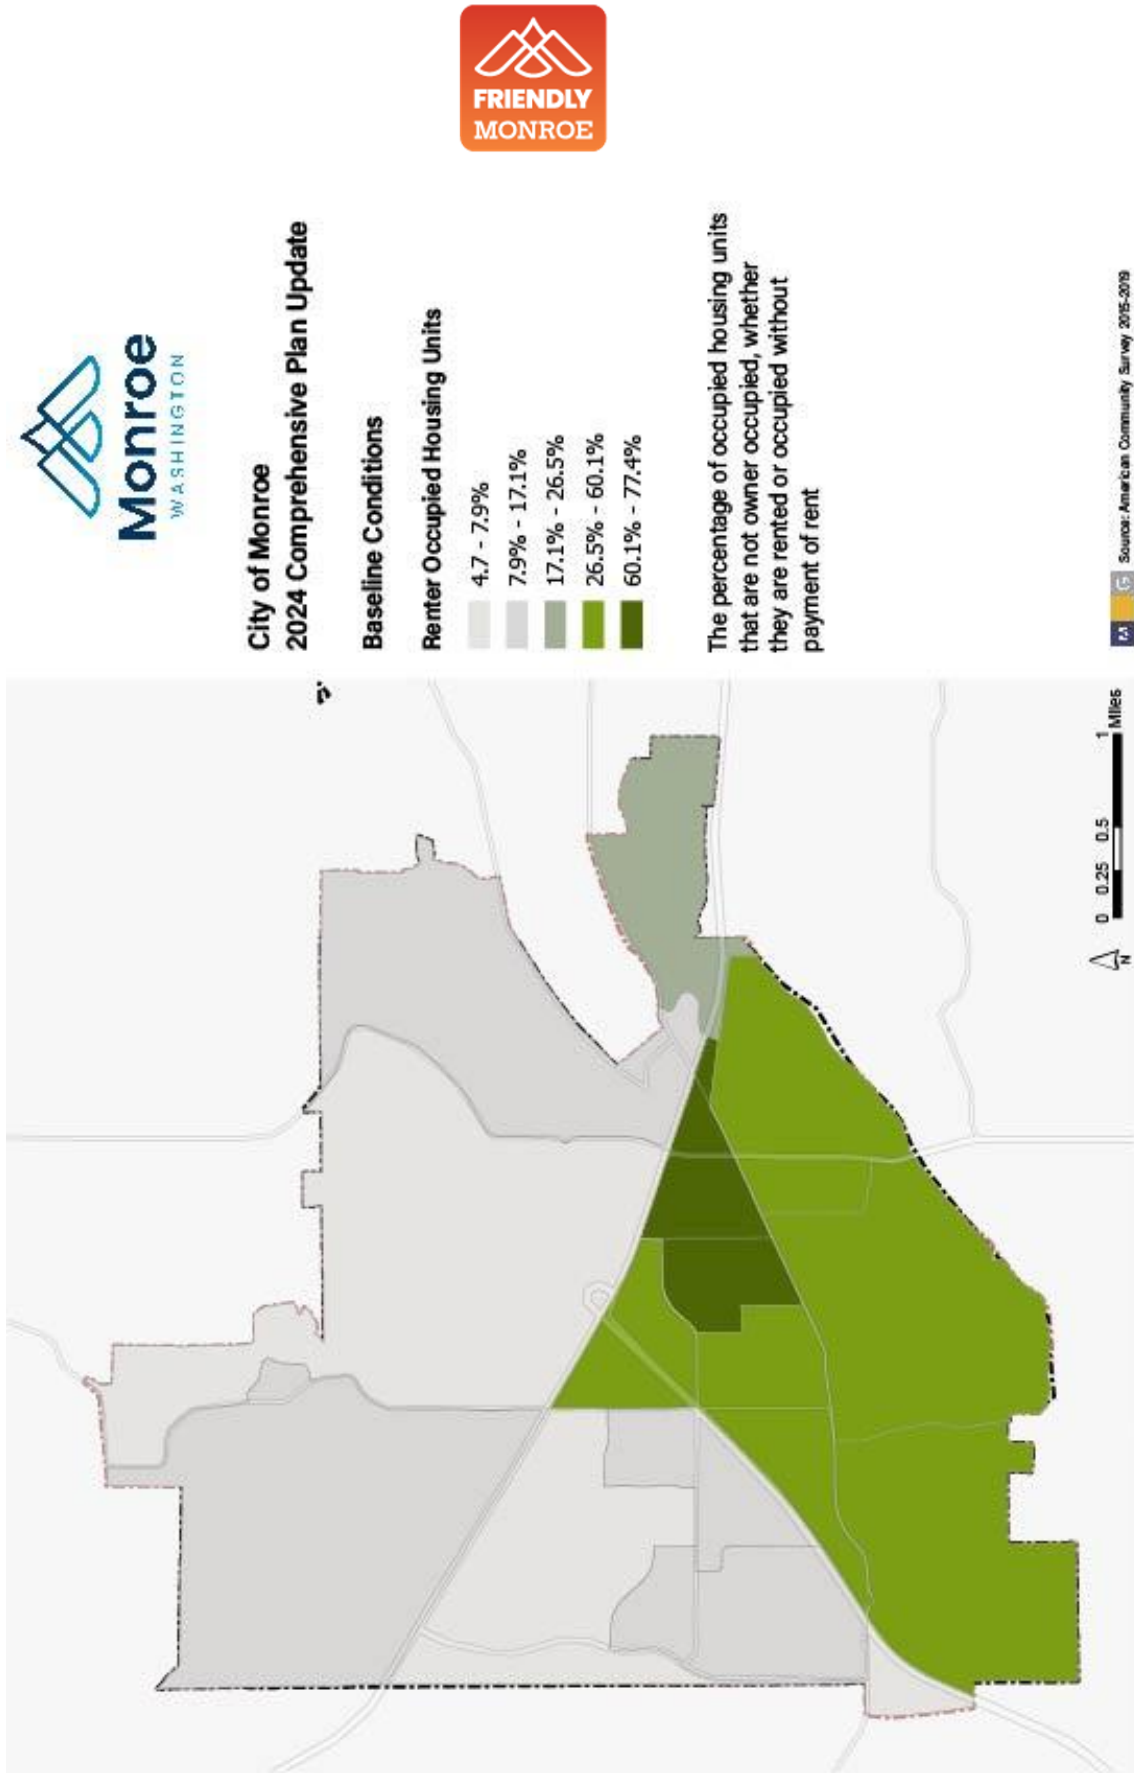 FRIENDLY
MONROE
Monroe
WASHINGTON
City of Monroe
2024 Comprehensive Plan Update
Baseline Conditions
Renter Occupied Housing Units
4.7 - 7.9%
7.9% - 17.1%
17.1% - 26.5%
26.5% - 60.1%
60.1% - 77.4%
The percentage of occupied housing units
that are not owner occupied, whether
they are rented or occupied without
payment of rent
N
0 0.25 0.5 1 Miles
M G
Source: American Community Survey 2015-2019